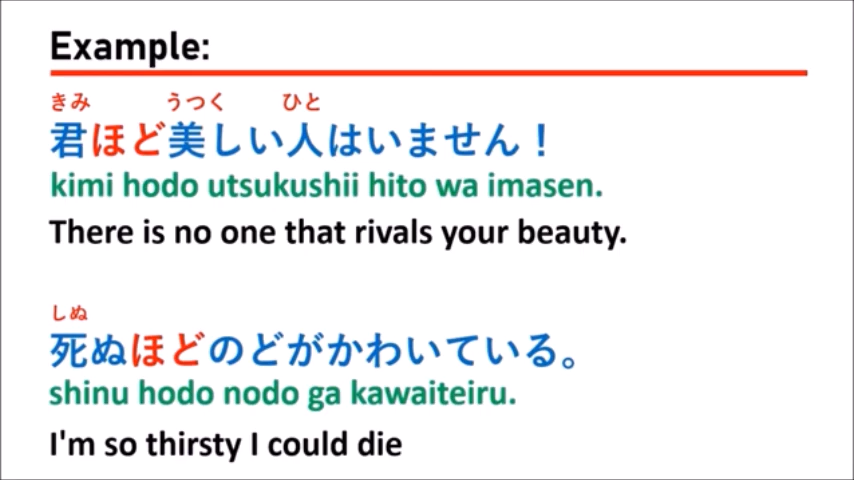 Example:
きみ うつく ひと
君ほど美しい人はいません！
kimi hodo utsukushii hito wa imasen.
There is no one that rivals your beauty.
しぬ
死ぬほどのどがかわいている。
shinu hodo nodo ga kawaiteiru.
I'm so thirsty I could die